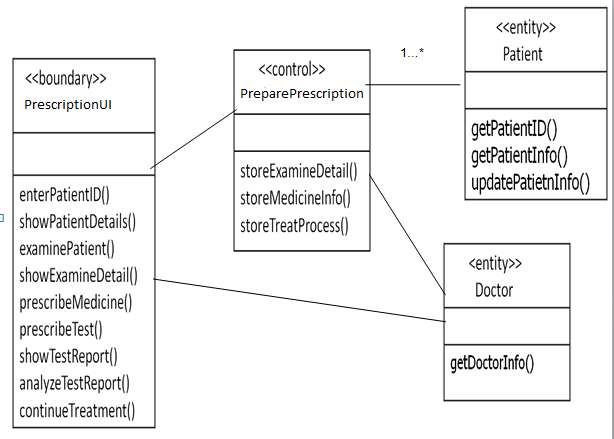 <<boundary>>
PrescriptionUI
enterPatientID()
showPatientDetails()
examinePatient()
showExamineDetail()
prescribeMedicine()
prescribeTest()
showTestReport()
analyzeTestReport()
continueTreatment()
<<control>>
PreparePrescription
storeExamineDetail()
storeMedicineInfo()
storeTreatProcess()
1...*
<<entity>>
Patient
getPatientID()
getPatientInfo()
updatePatietnInfo()
<entity>>
Doctor
getDoctorInfo()